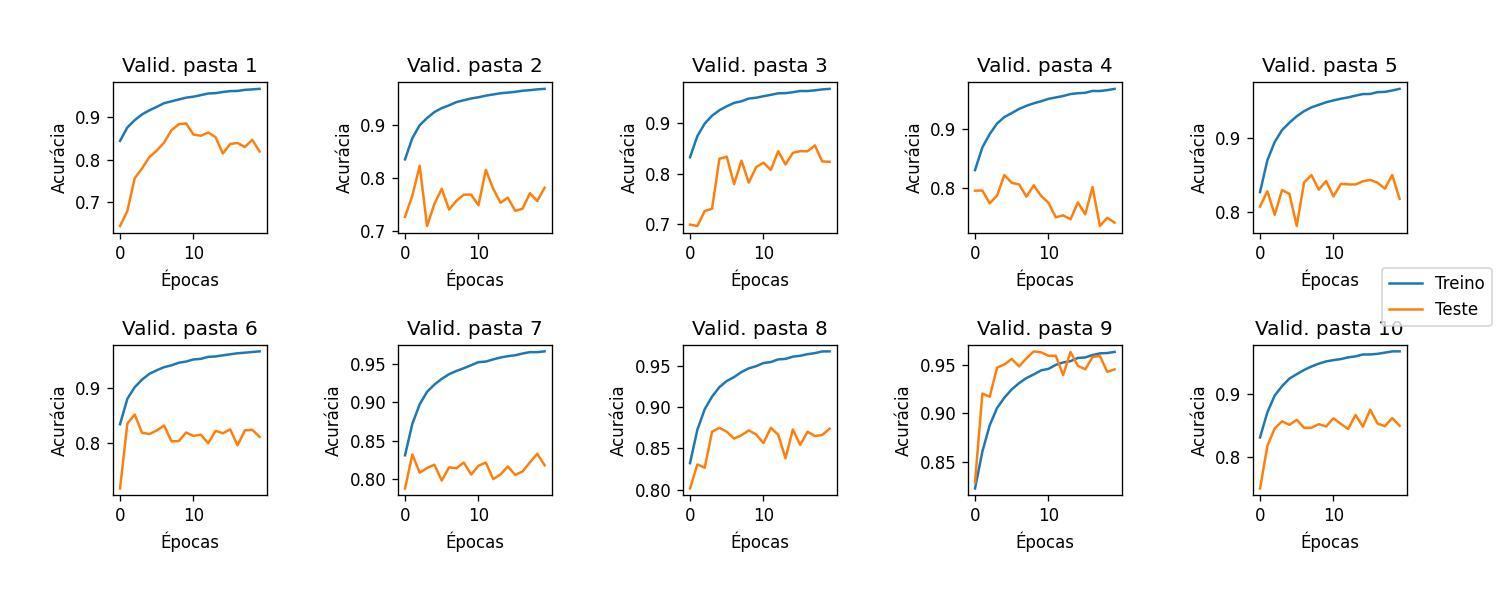 Valid. pasta 1 Valid. pasta 2 Valid. pasta 3 Valid. pasta 4 Valid. pasta 5
Acurácia 0.9 0.8 0.7
Acurácia 0.9 0.8 0.7
Acurácia 0.9 0.8 0.7
Acurácia 0.9 0.8
Acurácia 0.9 0.8
0 10 0 10 0 10 0 10 0 10
Épocas Épocas Épocas Épocas Épocas
Treino
Teste
Valid. pasta 6 Valid. pasta 7 Valid. pasta 8 Valid. pasta 9 Valid. pasta 10
Acurácia 0.9 0.8
Acurácia 0.95 0.90 0.85 0.80
Acurácia 0.95 0.90 0.85 0.80
Acurácia 0.95 0.90 0.85
Acurácia 0.9 0.8
0 10 0 10 0 10 0 10 0 10
Épocas Épocas Épocas Épocas Épocas